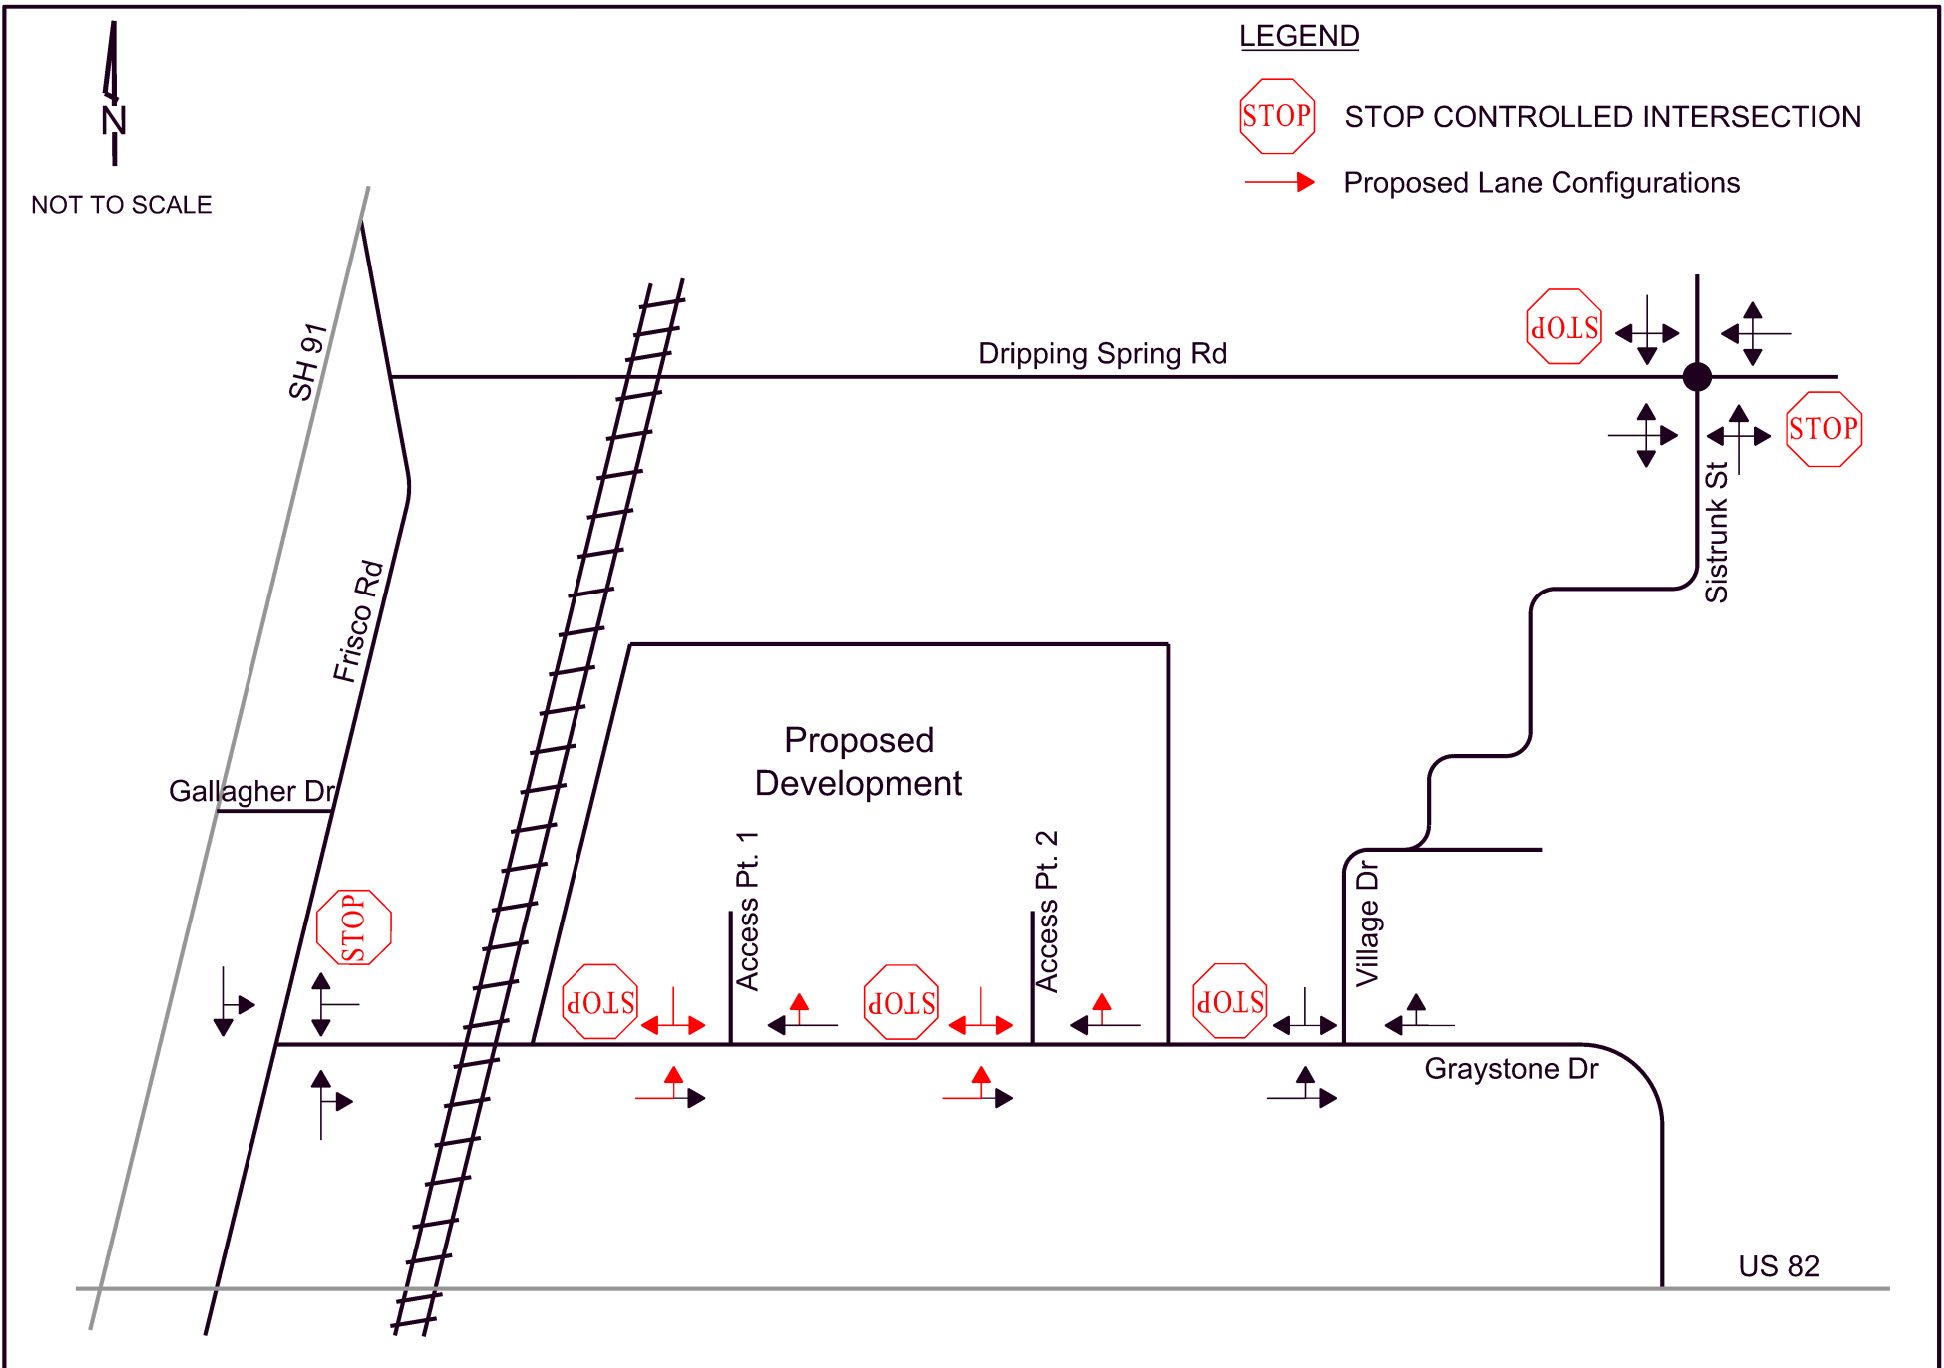 LEGEND
STOP
STOP CONTROLLED INTERSECTION
Proposed Lane Configurations
N
NOT TO SCALE
SH 91
Dripping Spring Rd
STOP
STOP
Sistrunk St
Frisco Rd
Proposed
Development
Gallagher Dr
Access Pt. 1
Access Pt. 2
Village Dr
STOP
STOP
STOP
STOP
Graystone Dr
US 82